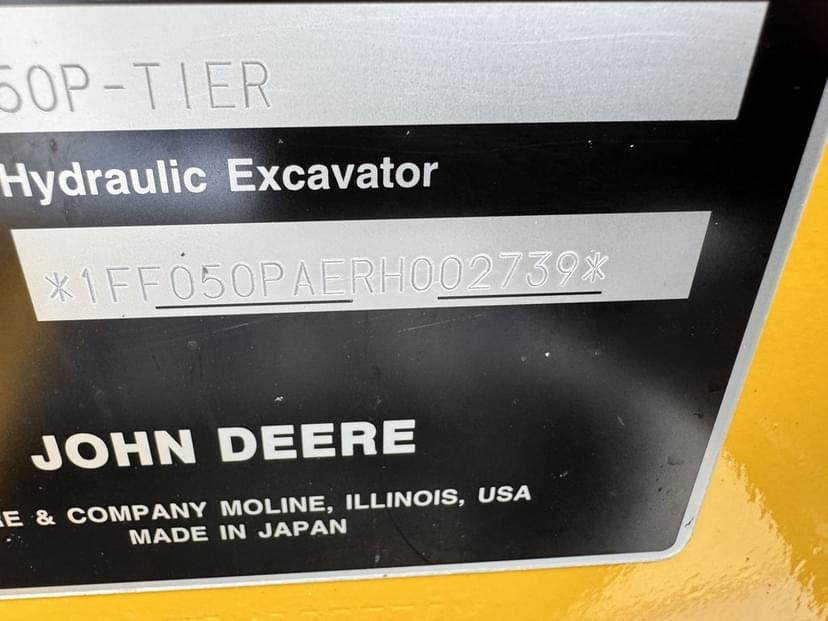 50P-TIER
Hydraulic Excavator
*1FF050PAERH002739*
JOHN DEERE
& COMPANY MOLINE, ILLINOIS, USA
MADE IN JAPAN